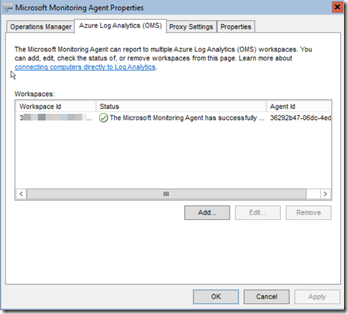 Microsoft Monitoring Agent Properties
Operations Manager Azure Log Analytics (OMS) Proxy Settings Properties
The Microsoft Monitoring Agent can report to multiple Azure Log Analytics (OMS) workspaces. You
can add, edit, check the status of, or remove workspaces from this page. Learn more about
connecting computers directly to Log Analytics.
Workspaces:
Workspace Id Status Agent Id
3 ... The Microsoft Monitoring Agent has successfully ... 36292b47-06dc-4ed
Add... Edit... Remove
OK Cancel Apply